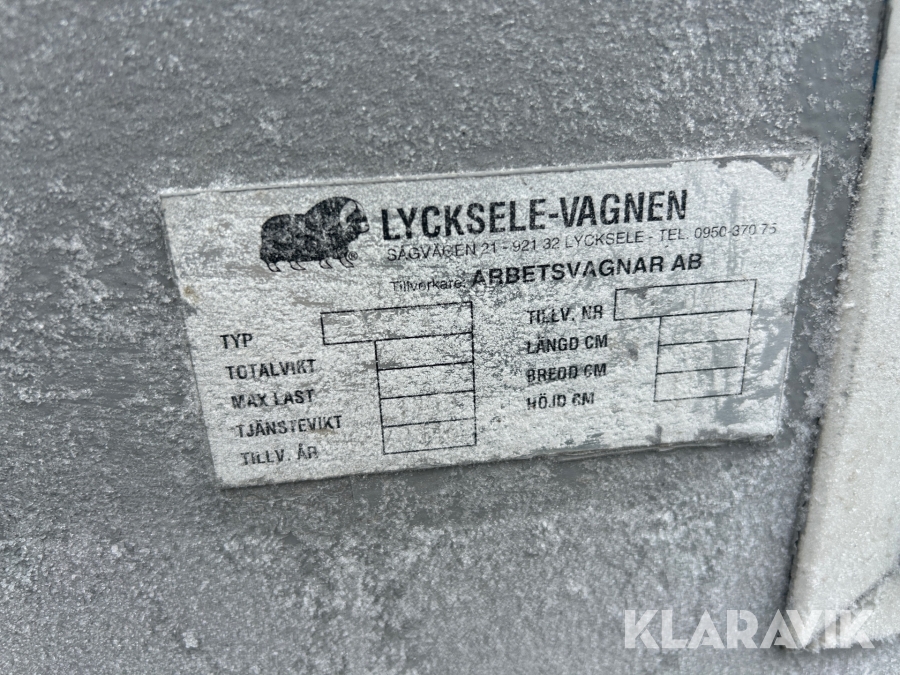 LYCKSELE-VAGNEN
SÅGVÄGEN 21 - 921 32 LYCKSELE - TEL. 0950-370 75
Tillverkare: ARBETSVAGNAR AB
TYP
TOTALVIKT
MAX LAST
TJÄNSTEVIKT
TILLV. ÅR
TILLV. NR
LÄNGD CM
BREDD CM
HÖJD CM
KLARAVIK